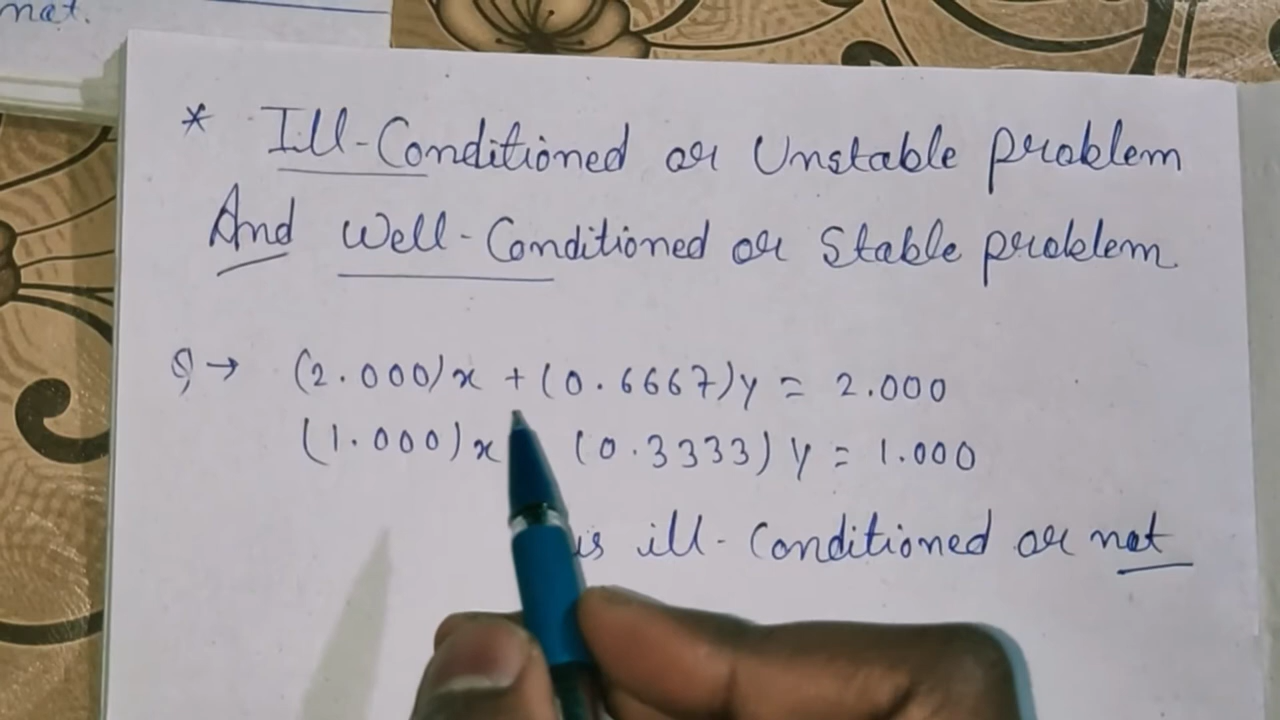 nat.
* Ill-Conditioned or Unstable problem
And Well-Conditioned or Stable problem
Q → (2.000)x + (0.6667)y = 2.000
(1.000)x (0.3333)y = 1.000
is ill-Conditioned or not